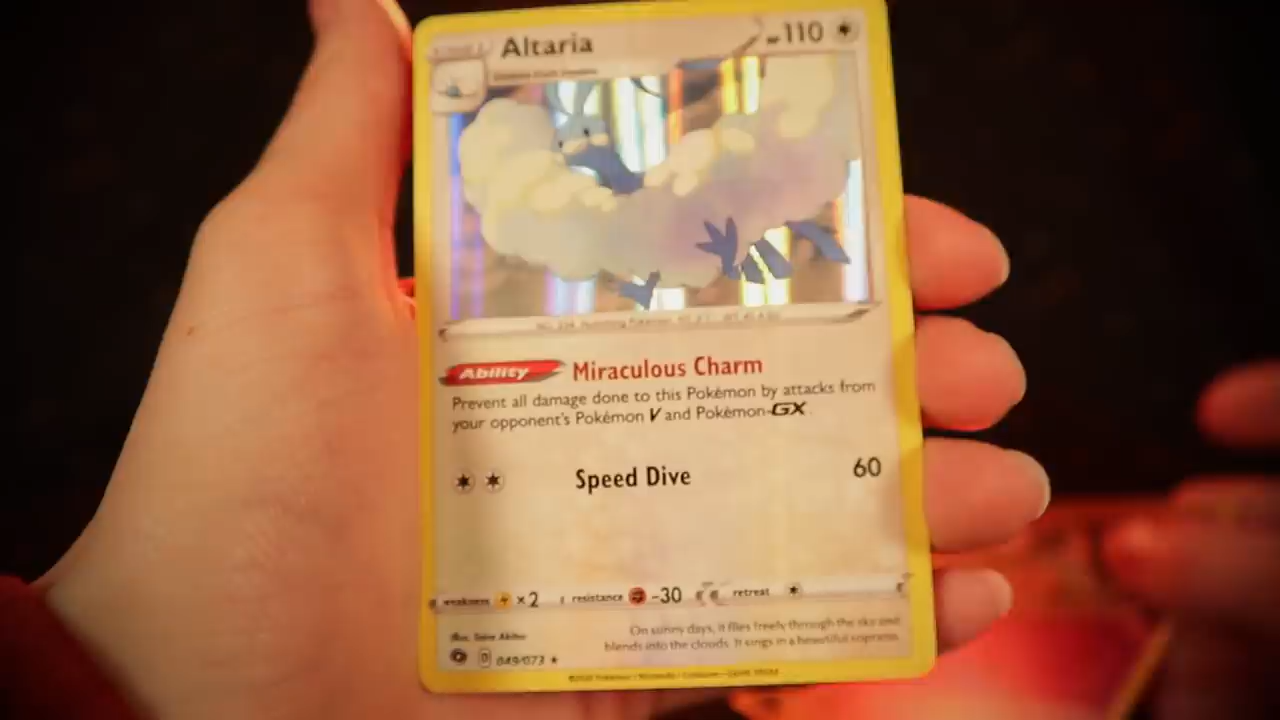 Altaria
110
Ability Miraculous Charm
Prevent all damage done to this Pokémon by attacks from
your opponent's Pokémon V and Pokémon-GX.
Speed Dive 60
weakness ×2 resistance -30 retreat
On sunny days, it flies freely through the sky and
blends into the clouds. It sings in a beautiful soprano.
D 049/073